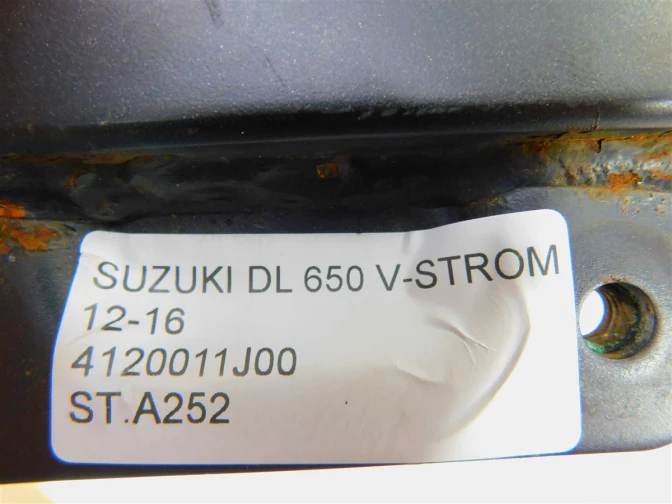 SUZUKI DL 650 V-STROM
12-16
4120011J00
ST.A252